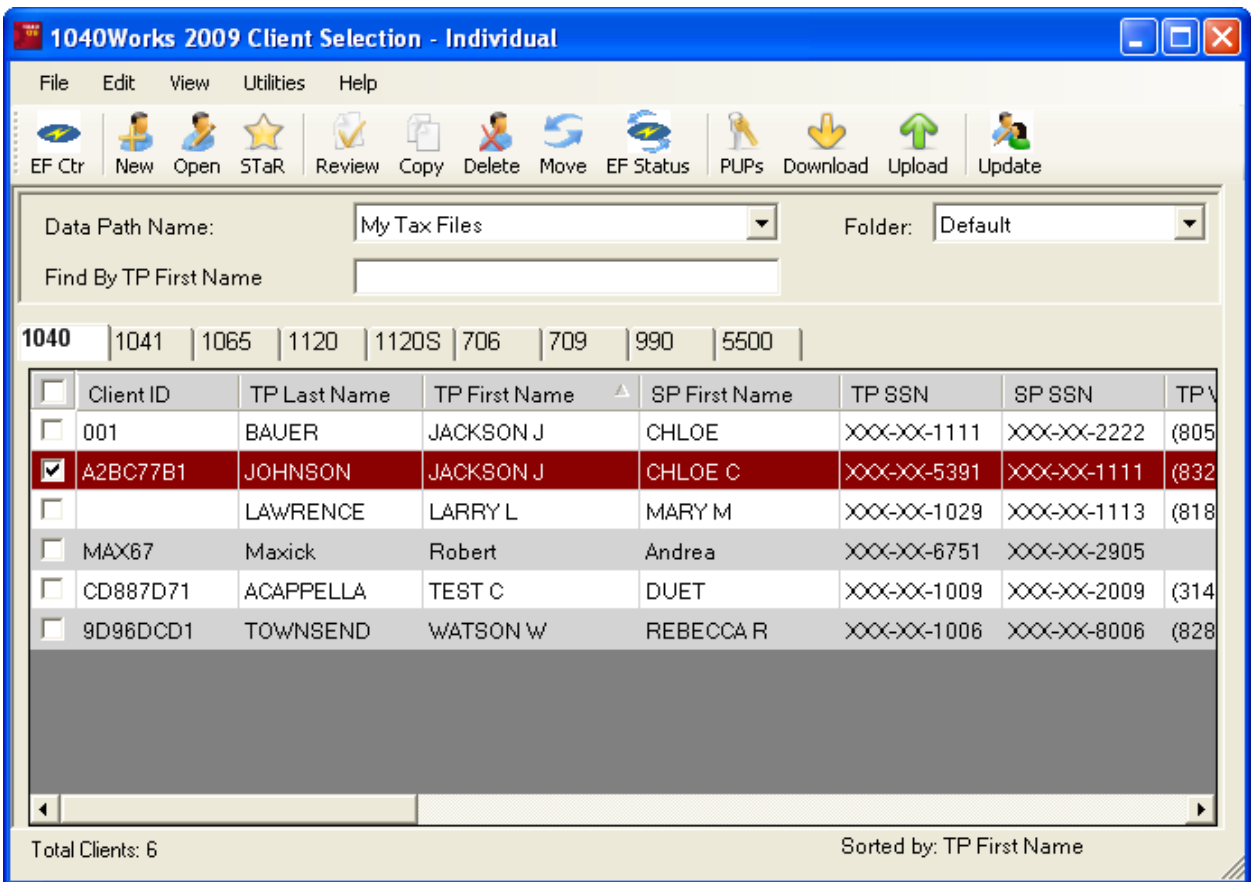 1040Works 2009 Client Selection - Individual
File Edit View Utilities Help
EF Ctr New Open STaR Review Copy Delete Move EF Status PUPs Download Upload Update
Data Path Name: My Tax Files Folder: Default
Find By TP First Name
1040 1041 1065 1120 1120S 706 709 990 5500
Client ID TP Last Name TP First Name SP First Name TP SSN SP SSN TP
001 BAUER JACKSON J CHLOE XXX-XX-1111 XXX-XX-2222 (805
A2BC77B1 JOHNSON JACKSON J CHLOE C XXX-XX-5391 XXX-XX-1111 (832
LAWRENCE LARRY L MARY M XXX-XX-1029 XXX-XX-1113 (818
MAX67 Maxick Robert Andrea XXX-XX-6751 XXX-XX-2905
CD887D71 ACAPPELLA TEST C DUET XXX-XX-1009 XXX-XX-2009 (314
9D96DCD1 TOWNSEND WATSON W REBECCA R XXX-XX-1006 XXX-XX-8006 (828
Total Clients: 6 Sorted by: TP First Name